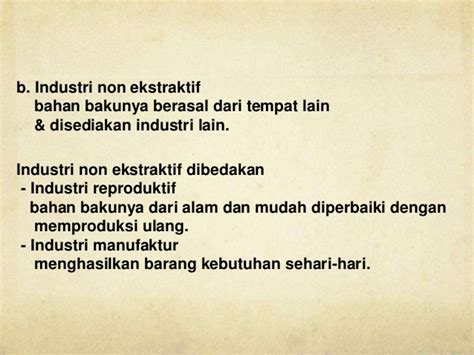 b. Industri non ekstraktif
bahan bakunya berasal dari tempat lain
& disediakan industri lain.
Industri non ekstraktif dibedakan
- Industri reproduktif
bahan bakunya dari alam dan mudah diperbaiki dengan
memproduksi ulang.
- Industri manufaktur
menghasilkan barang kebutuhan sehari-hari.